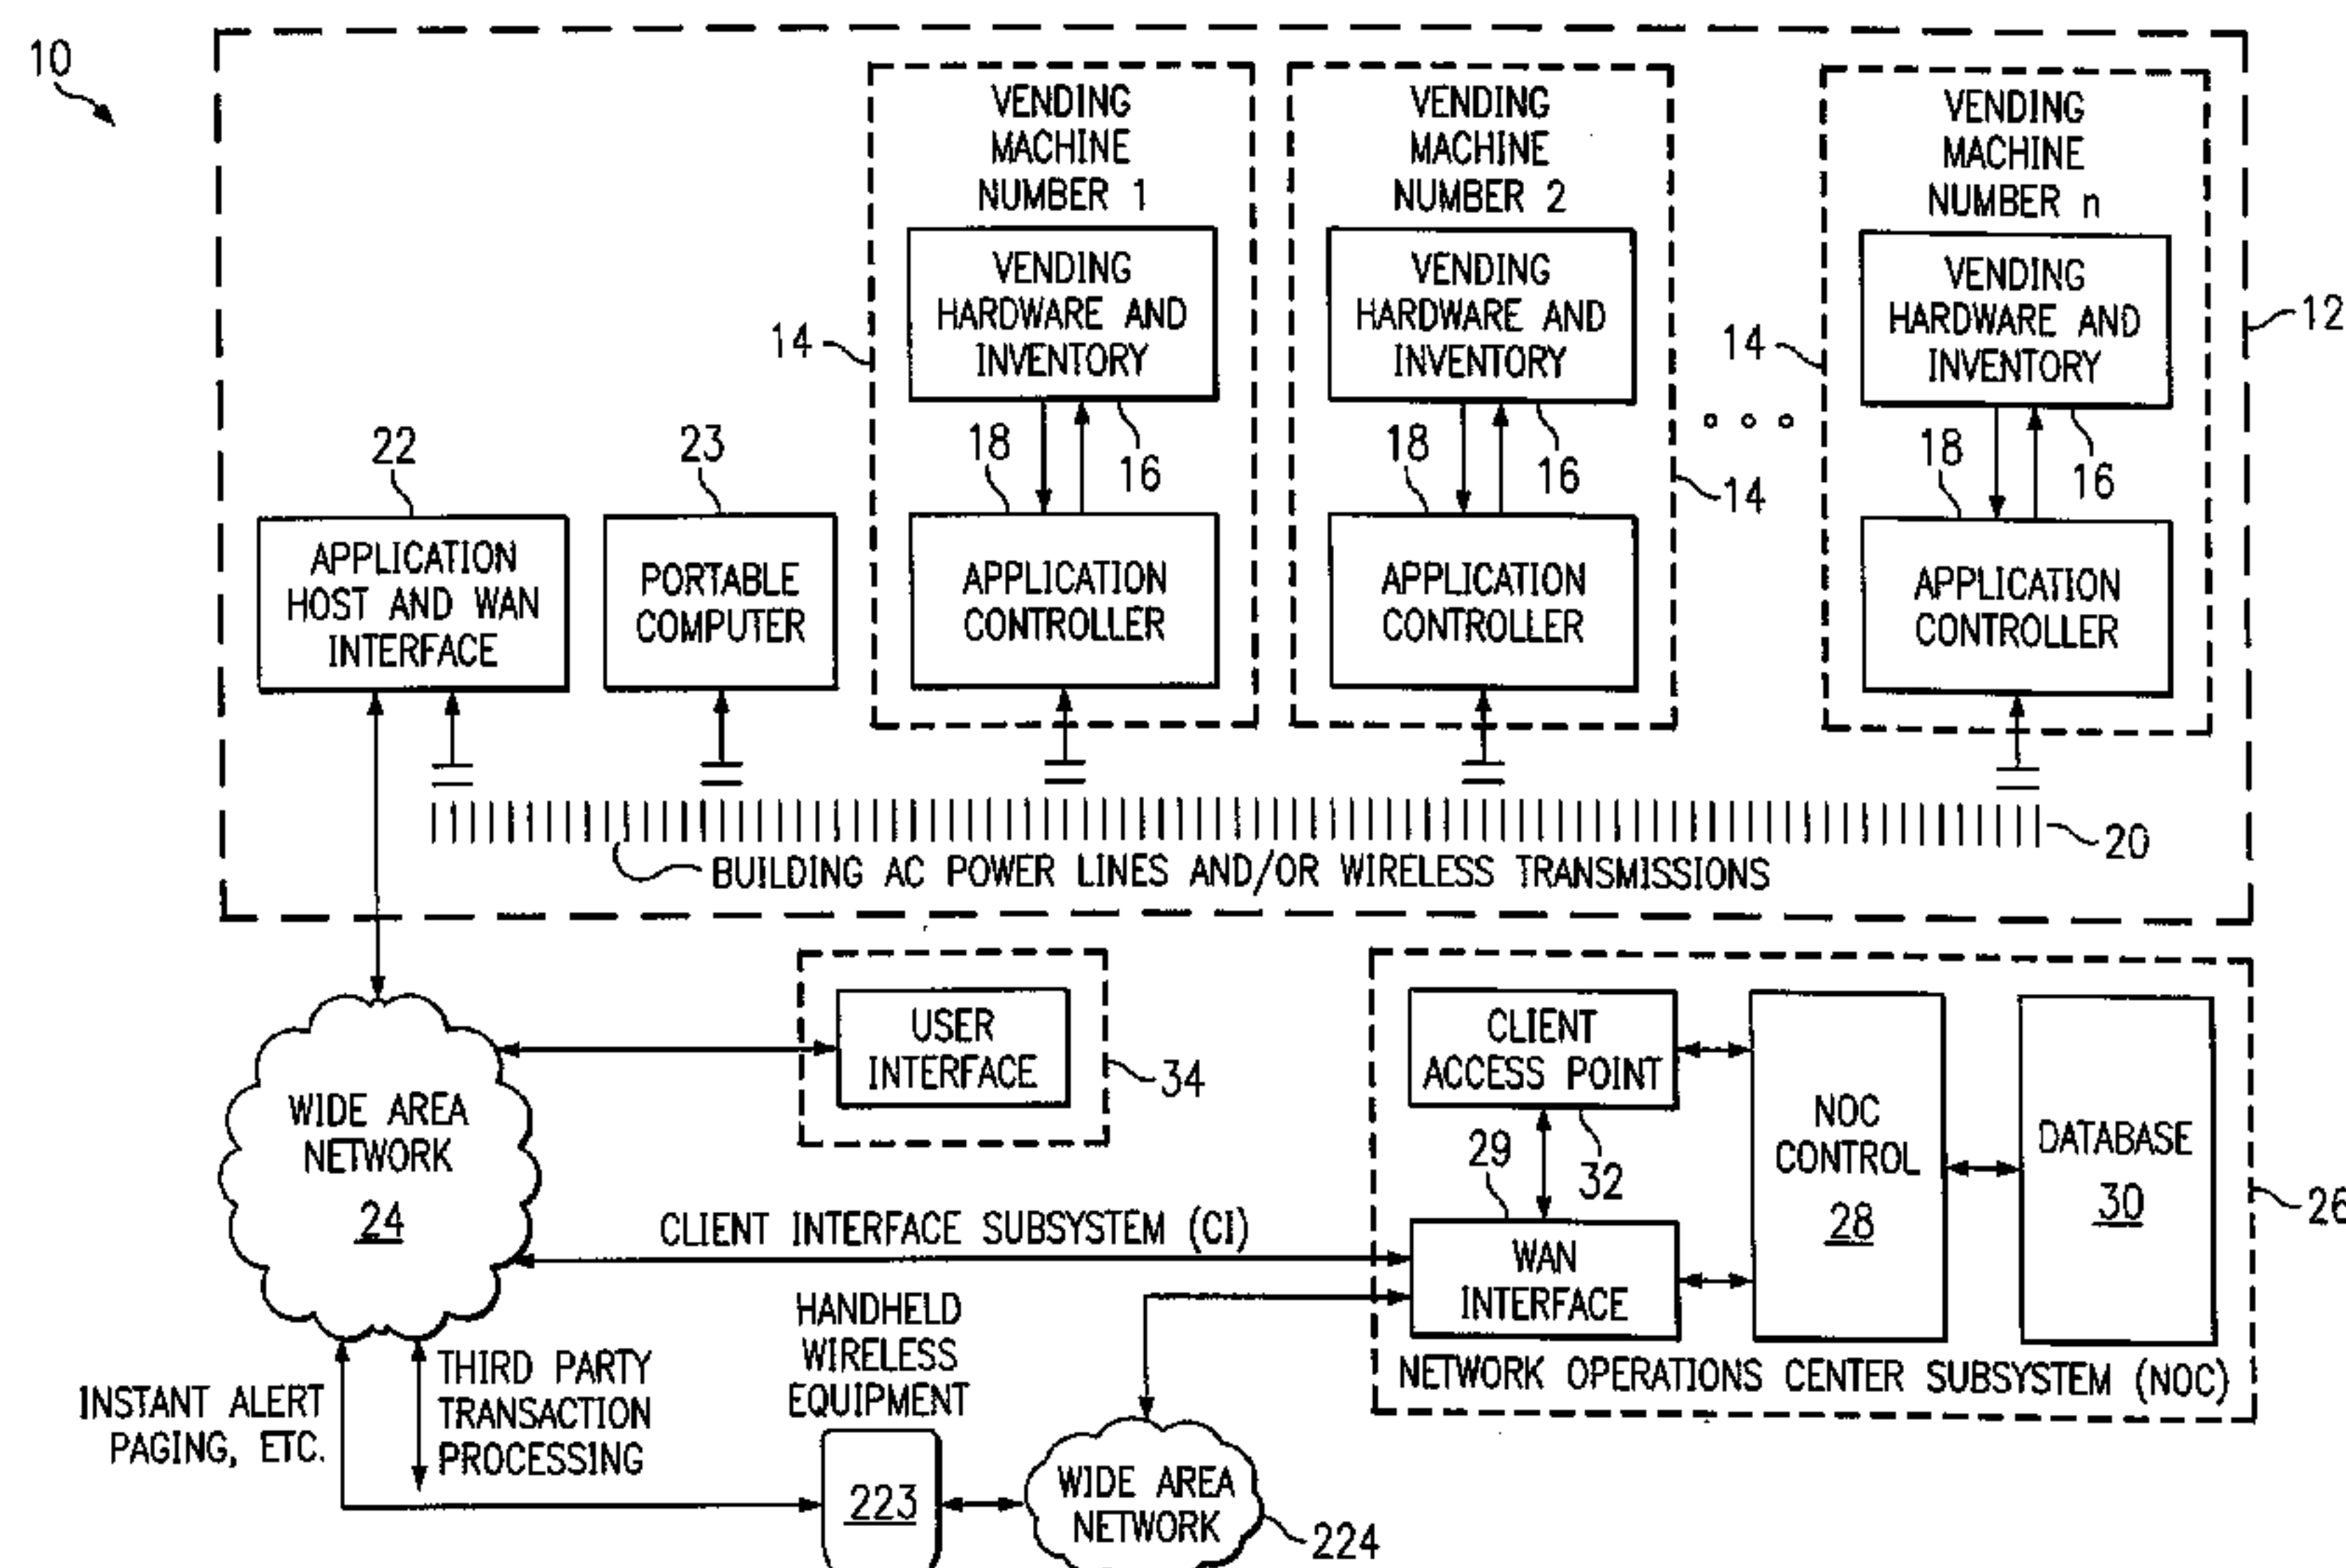 10
VENDING
MACHINE
NUMBER 1
VENDING
MACHINE
NUMBER 2
VENDING
MACHINE
NUMBER n
VENDING
HARDWARE AND
INVENTORY
VENDING
HARDWARE AND
INVENTORY
VENDING
HARDWARE AND
INVENTORY
12
14
14
14
22
23
18
16
18
16
18
16
APPLICATION
HOST AND WAN
INTERFACE
PORTABLE
COMPUTER
APPLICATION
CONTROLLER
APPLICATION
CONTROLLER
APPLICATION
CONTROLLER
20
BUILDING AC POWER LINES AND/OR WIRELESS TRANSMISSIONS
USER
INTERFACE
34
CLIENT
ACCESS POINT
WIDE AREA
NETWORK
24
29
32
NOC
CONTROL
28
DATABASE
30
26
CLIENT INTERFACE SUBSYSTEM (CI)
WAN
INTERFACE
NETWORK OPERATIONS CENTER SUBSYSTEM (NOC)
HANDHELD
WIRELESS
EQUIPMENT
THIRD PARTY
TRANSACTION
PROCESSING
INSTANT ALERT
PAGING, ETC.
223
WIDE AREA
NETWORK
224